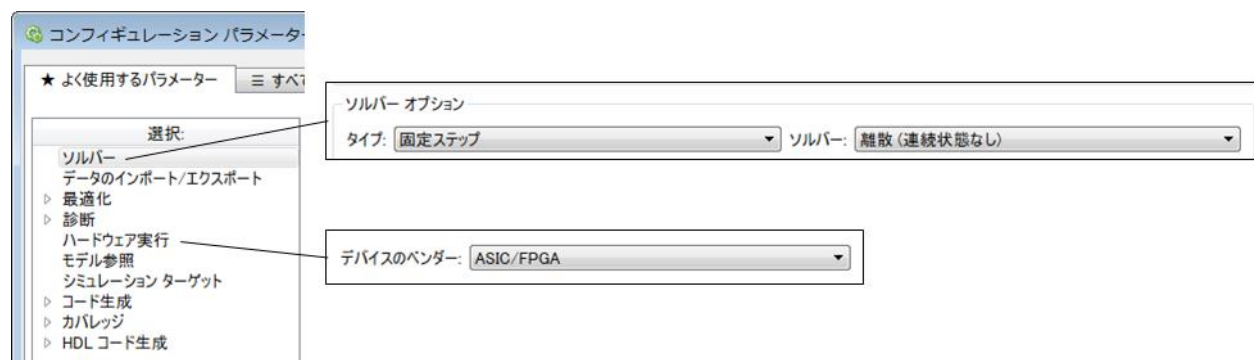 コンフィギュレーション パラメーター
★ よく使用するパラメーター
≡ すべて
選択:
ソルバー
データのインポート/エクスポート
最適化
診断
ハードウェア実行
モデル参照
シミュレーション ターゲット
コード生成
カバレッジ
HDL コード生成
ソルバー オプション
タイプ: 固定ステップ ソルバー: 離散 (連続状態なし)
デバイスのベンダー: ASIC/FPGA